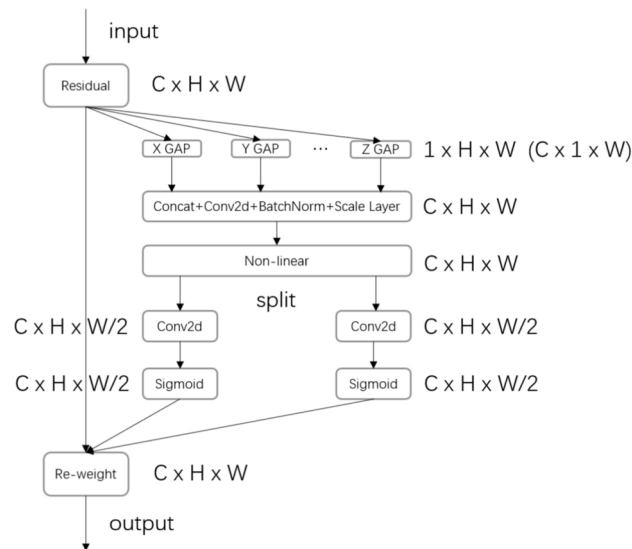 input
Residual C x H x W
X GAP Y GAP ... Z GAP 1 x H x W (C x 1 x W)
Concat+Conv2d+BatchNorm+Scale Layer C x H x W
Non-linear C x H x W
split
C x H x W/2 Conv2d Conv2d C x H x W/2
C x H x W/2 Sigmoid Sigmoid C x H x W/2
Re-weight C x H x W
output